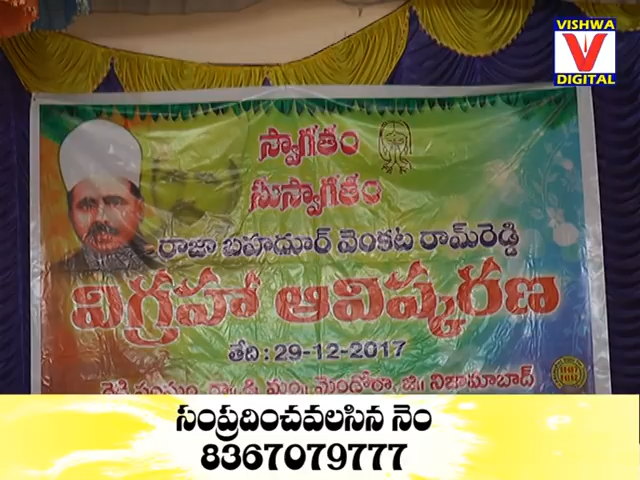 VISHWA
V
DIGITAL
స్వాగతం
సుస్వాగతం
రాజా బహదూర్ వెంకట రామ్‌రెడ్డి
విగ్రహా ఆవిష్కరణ
తేది : 29-12-2017
రెడ్డి సంఘం, మెండోరా, జి॥ నిజామాబాద్
సంప్రదించవలసిన నెం
8367079777